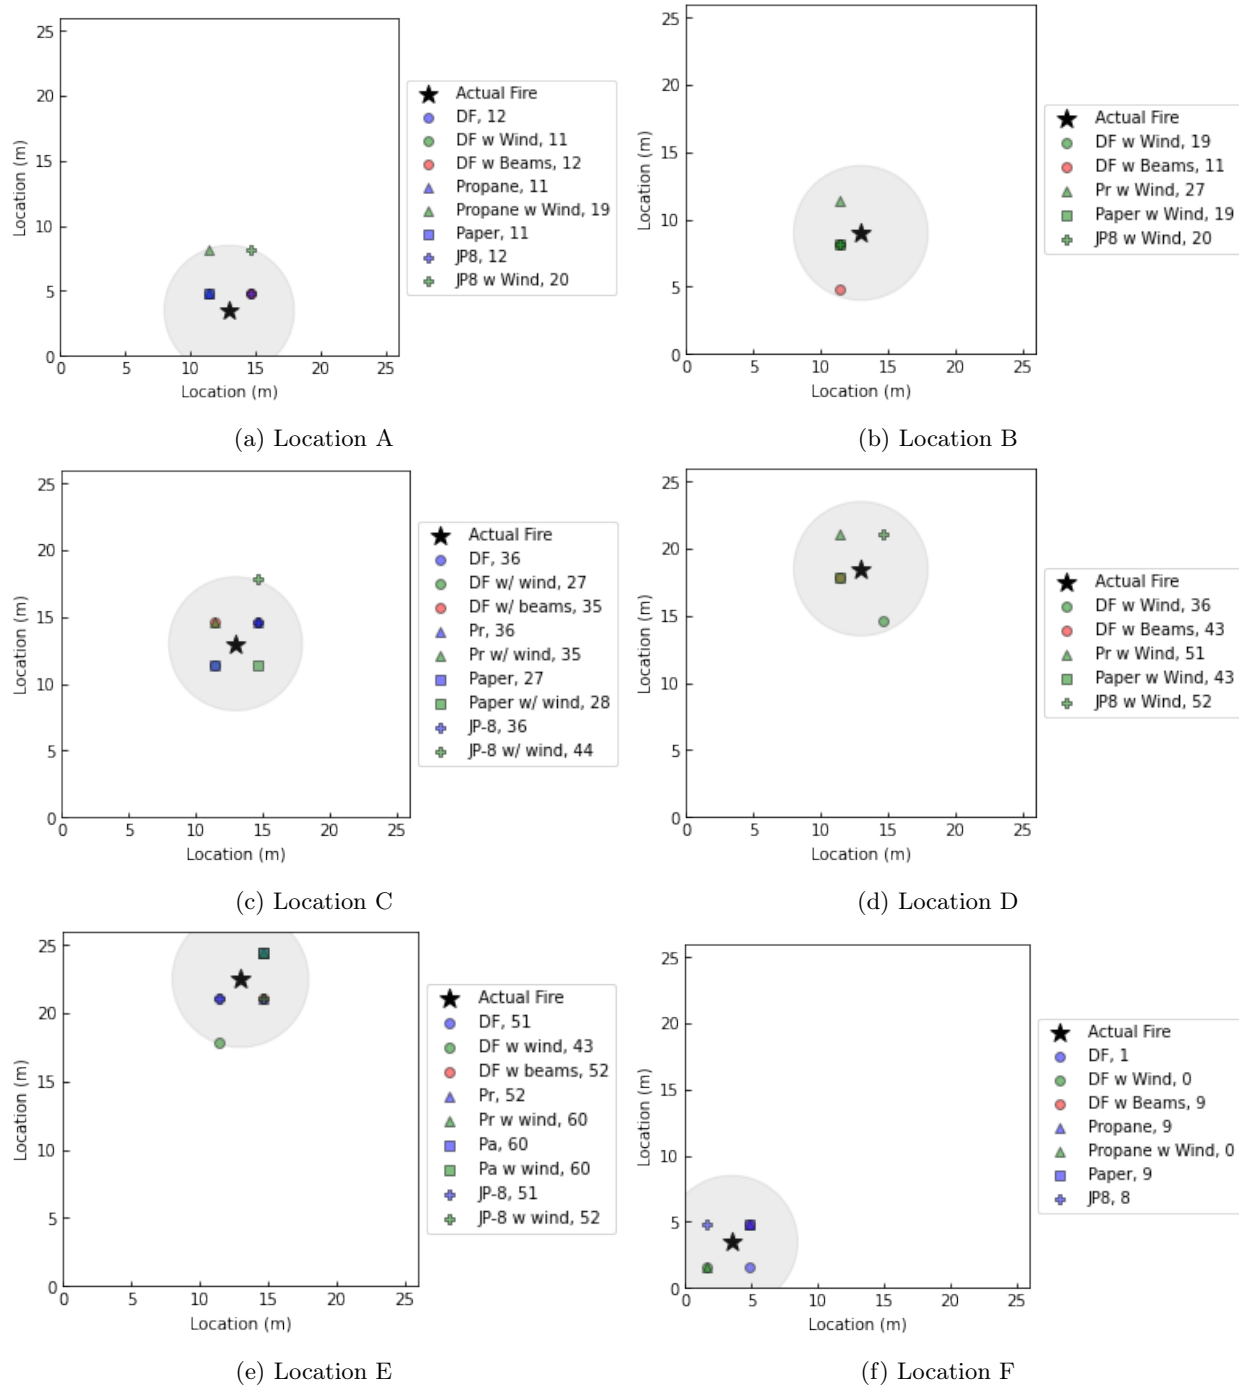 25
20
15
10
5
0
Location (m)
0 5 10 15 20 25
Location (m)
Actual Fire
DF, 12
DF w Wind, 11
DF w Beams, 12
Propane, 11
Propane w Wind, 19
Paper, 11
JP8, 12
JP8 w Wind, 20
(a) Location A
25
20
15
10
5
0
Location (m)
0 5 10 15 20 25
Location (m)
Actual Fire
DF w Wind, 19
DF w Beams, 11
Pr w Wind, 27
Paper w Wind, 19
JP8 w Wind, 20
(b) Location B
25
20
15
10
5
0
Location (m)
0 5 10 15 20 25
Location (m)
Actual Fire
DF, 36
DF w/ wind, 27
DF w/ beams, 35
Pr, 36
Pr w/ wind, 35
Paper, 27
Paper w/ wind, 28
JP-8, 36
JP-8 w/ wind, 44
(c) Location C
25
20
15
10
5
0
Location (m)
0 5 10 15 20 25
Location (m)
Actual Fire
DF w Wind, 36
DF w Beams, 43
Pr w Wind, 51
Paper w Wind, 43
JP8 w Wind, 52
(d) Location D
25
20
15
10
5
0
Location (m)
0 5 10 15 20 25
Location (m)
Actual Fire
DF, 51
DF w wind, 43
DF w beams, 52
Pr, 52
Pr w wind, 60
Pa, 60
Pa w wind, 60
JP-8, 51
JP-8 w wind, 52
(e) Location E
25
20
15
10
5
0
Location (m)
0 5 10 15 20 25
Location (m)
Actual Fire
DF, 1
DF w Wind, 0
DF w Beams, 9
Propane, 9
Propane w Wind, 0
Paper, 9
JP8, 8
(f) Location F